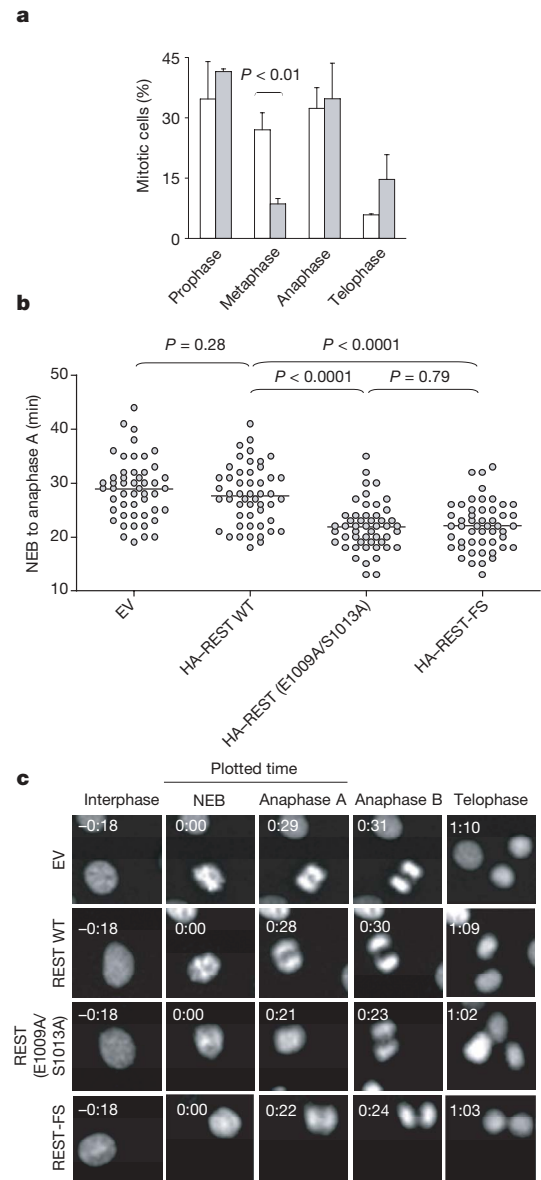 a
45
30
15
0
Mitotic cells (%)
P < 0.01
Prophase
Metaphase
Anaphase
Telophase
b
P = 0.28
P < 0.0001
P < 0.0001
P = 0.79
50
40
30
20
10
NEB to anaphase A (min)
EV
HA–REST WT
HA–REST (E1009A/S1013A)
HA–REST-FS
c
Plotted time
Interphase NEB Anaphase A Anaphase B Telophase
EV
–0:18 0:00 0:29 0:31 1:10
REST WT
–0:18 0:00 0:28 0:30 1:09
REST
(E1009A/
S1013A)
–0:18 0:00 0:21 0:23 1:02
REST-FS
–0:18 0:00 0:22 0:24 1:03